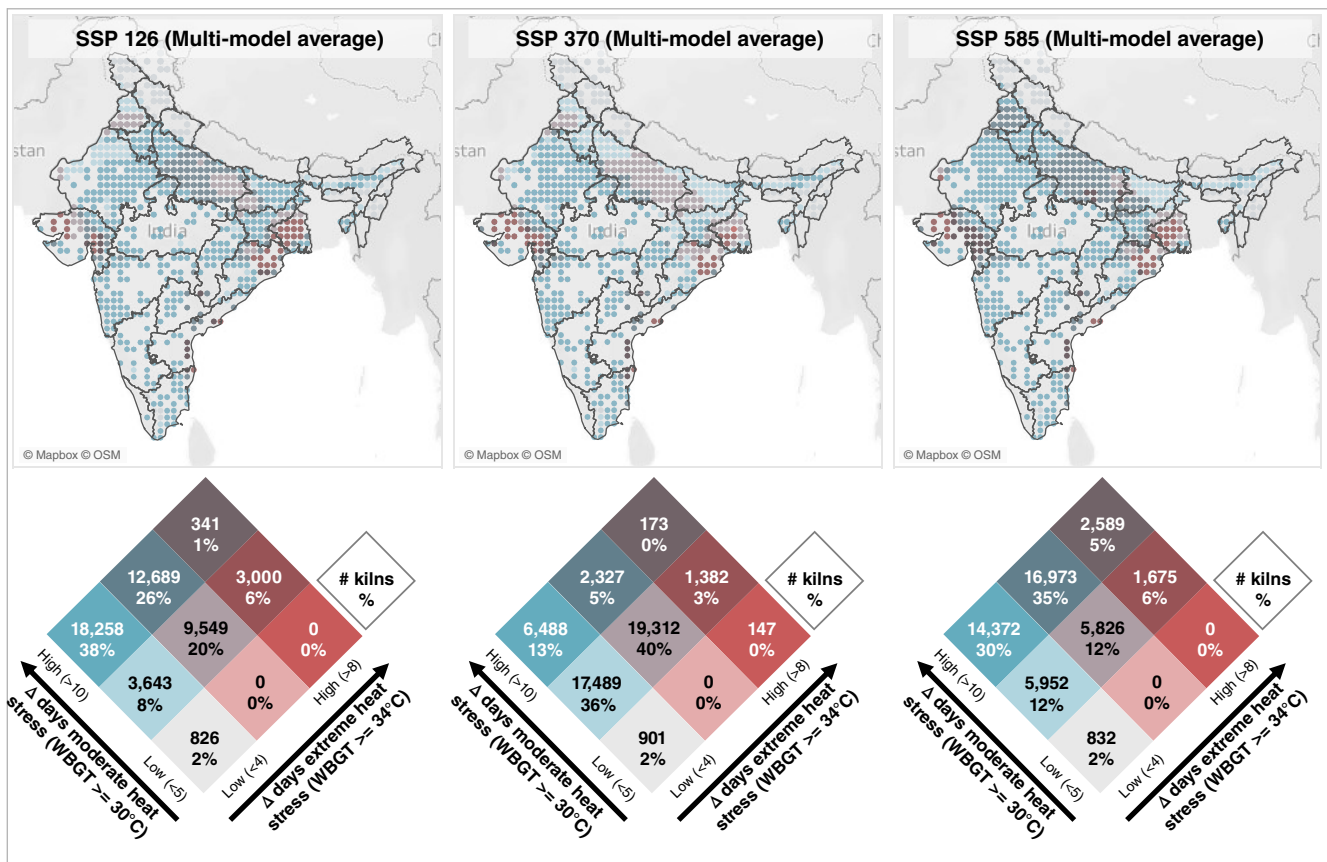 SSP 126 (Multi-model average)
Ch
stan
India
© Mapbox © OSM
SSP 370 (Multi-model average)
Ch
stan
India
© Mapbox © OSM
SSP 585 (Multi-model average)
Ch
stan
India
© Mapbox © OSM
341
1%
12,689
26%
3,000
6%
# kilns
%
18,258
38%
9,549
20%
0
0%
3,643
8%
0
0%
826
2%
High (>10)
Low (<5)
Δ days moderate heat
stress (WBGT
>= 30°C)
Low (<4)
High (>8)
Δ days extreme heat
stress (WBGT >= 34°C)
173
0%
2,327
5%
1,382
3%
# kilns
%
6,488
13%
19,312
40%
147
0%
17,489
36%
0
0%
901
2%
High (>10)
Low (<5)
Δ days moderate heat
stress (WBGT
>= 30°C)
Low (<4)
High (>8)
Δ days extreme heat
stress (WBGT >= 34°C)
2,589
5%
16,973
35%
1,675
6%
# kilns
%
14,372
30%
5,826
12%
0
0%
5,952
12%
0
0%
832
2%
High (>10)
Low (<5)
Δ days moderate heat
stress (WBGT
>= 30°C)
Low (<4)
High (>8)
Δ days extreme heat
stress (WBGT >= 34°C)